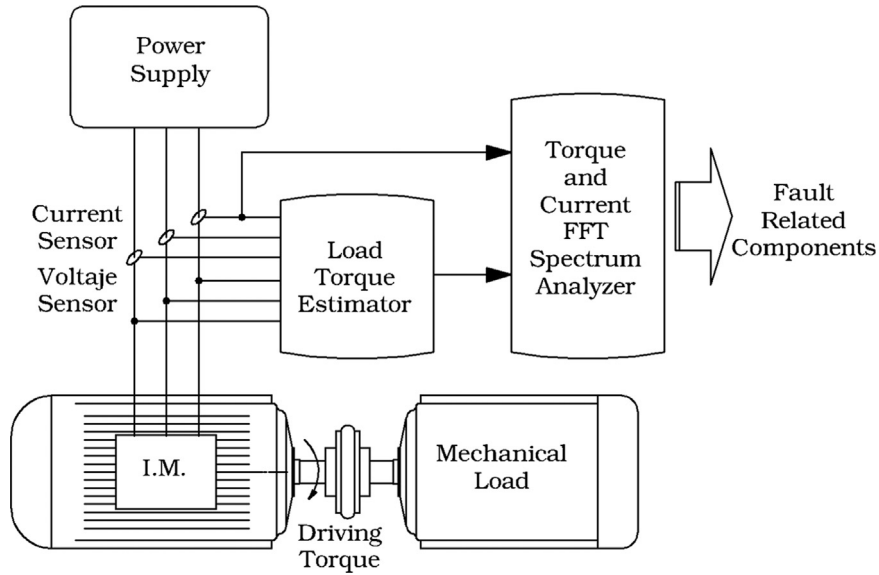 Power
Supply
Current
Sensor
Voltaje
Sensor
Load
Torque
Estimator
Torque
and
Current
FFT
Spectrum
Analyzer
Fault
Related
Components
I.M.
Driving
Torque
Mechanical
Load